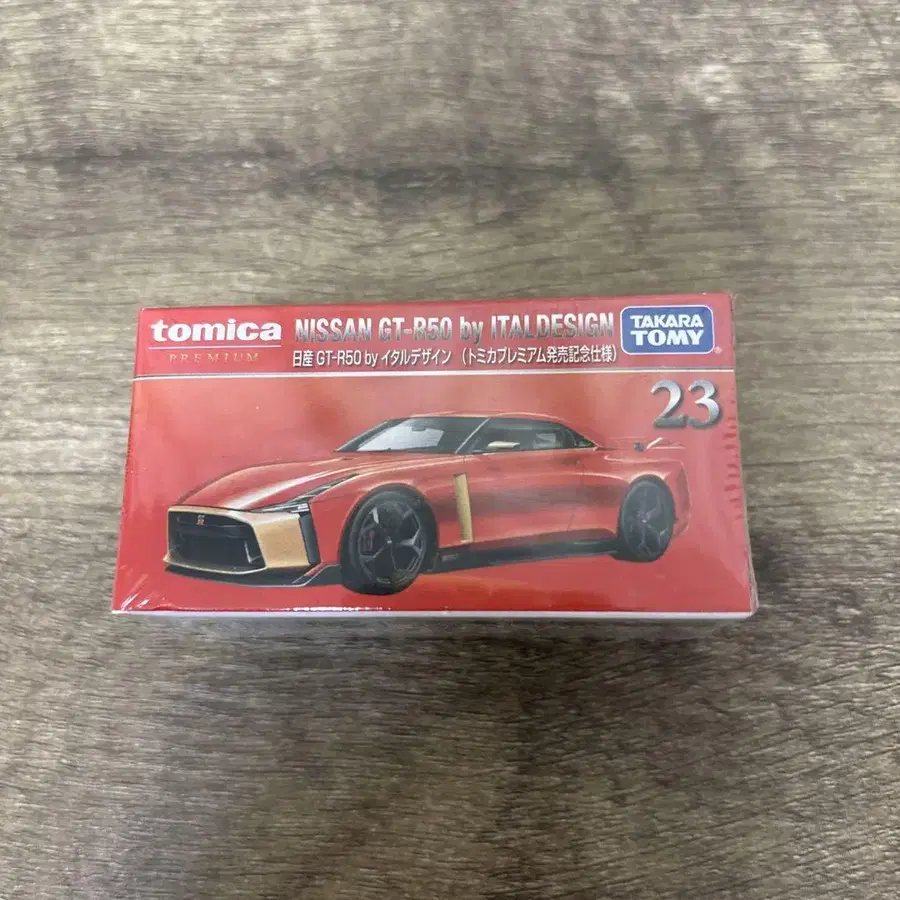 tomica
PREMIUM
NISSAN GT-R50 by ITALDESIGN
日産 GT-R50 by イタルデザイン (トミカプレミアム発売記念仕様)
TAKARA
TOMY
®
23